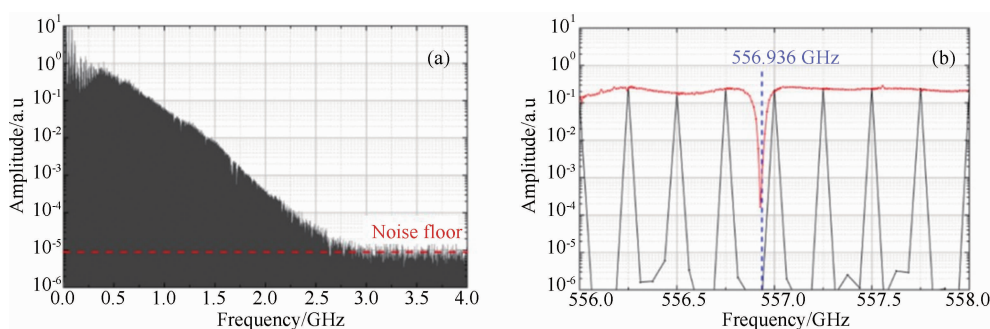 (a)
Amplitude/a.u
10^1
10^0
10^-1
10^-2
10^-3
10^-4
10^-5
10^-6
Noise floor
0.0 0.5 1.0 1.5 2.0 2.5 3.0 3.5 4.0
Frequency/GHz
(b)
556.936 GHz
Amplitude/a.u
10^1
10^0
10^-1
10^-2
10^-3
10^-4
10^-5
10^-6
556.0 556.5 557.0 557.5 558.0
Frequency/GHz